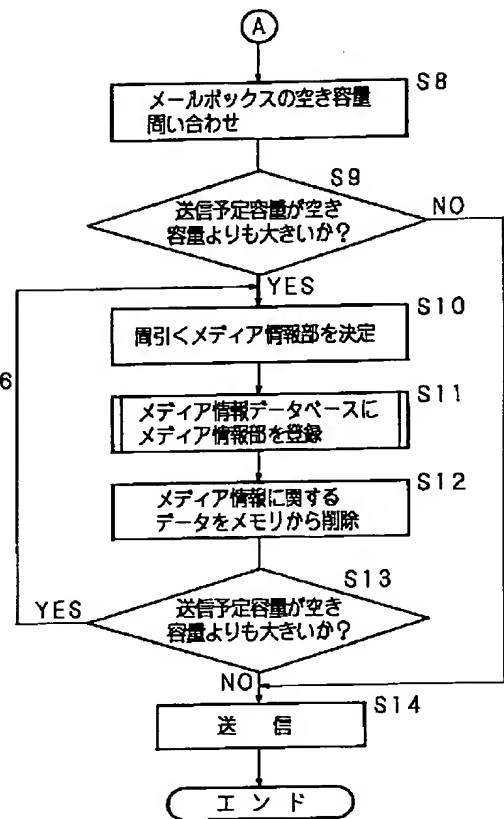 A
S8
メールボックスの空き容量
問い合わせ
S9
送信予定容量が空き
容量よりも大きいか?
NO
YES
S10
間引くメディア情報部を決定
6
S11
メディア情報データベースに
メディア情報部を登録
S12
メディア情報に関する
データをメモリから削除
S13
YES
送信予定容量が空き
容量よりも大きいか?
NO
S14
送 信
エンド